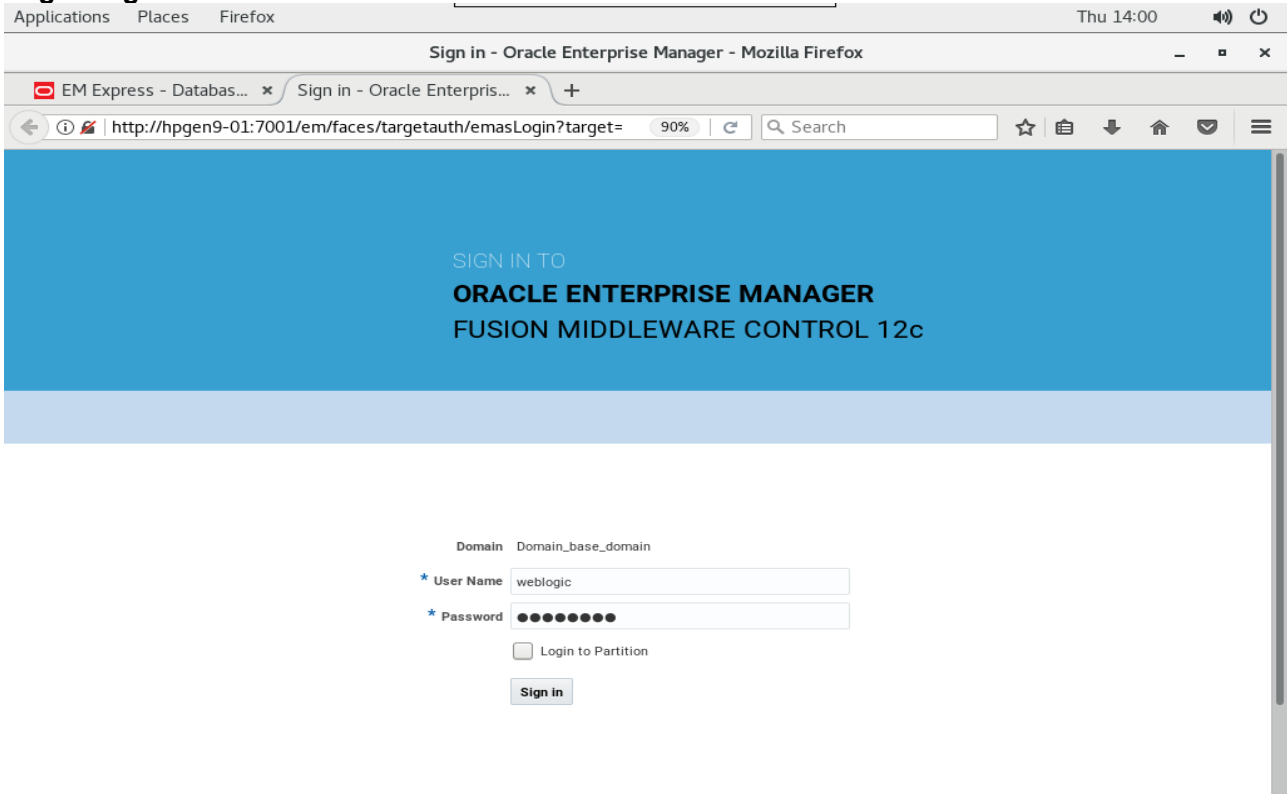 Applications Places Firefox Thu 14:00
Sign in - Oracle Enterprise Manager - Mozilla Firefox
EM Express - Databas... Sign in - Oracle Enterpris...
http://hpgen9-01:7001/em/faces/targetauth/emasLogin?target= 90% Search
SIGN IN TO
ORACLE ENTERPRISE MANAGER
FUSION MIDDLEWARE CONTROL 12c
Domain Domain_base_domain
* User Name weblogic
* Password ●●●●●●●●
Login to Partition
Sign in